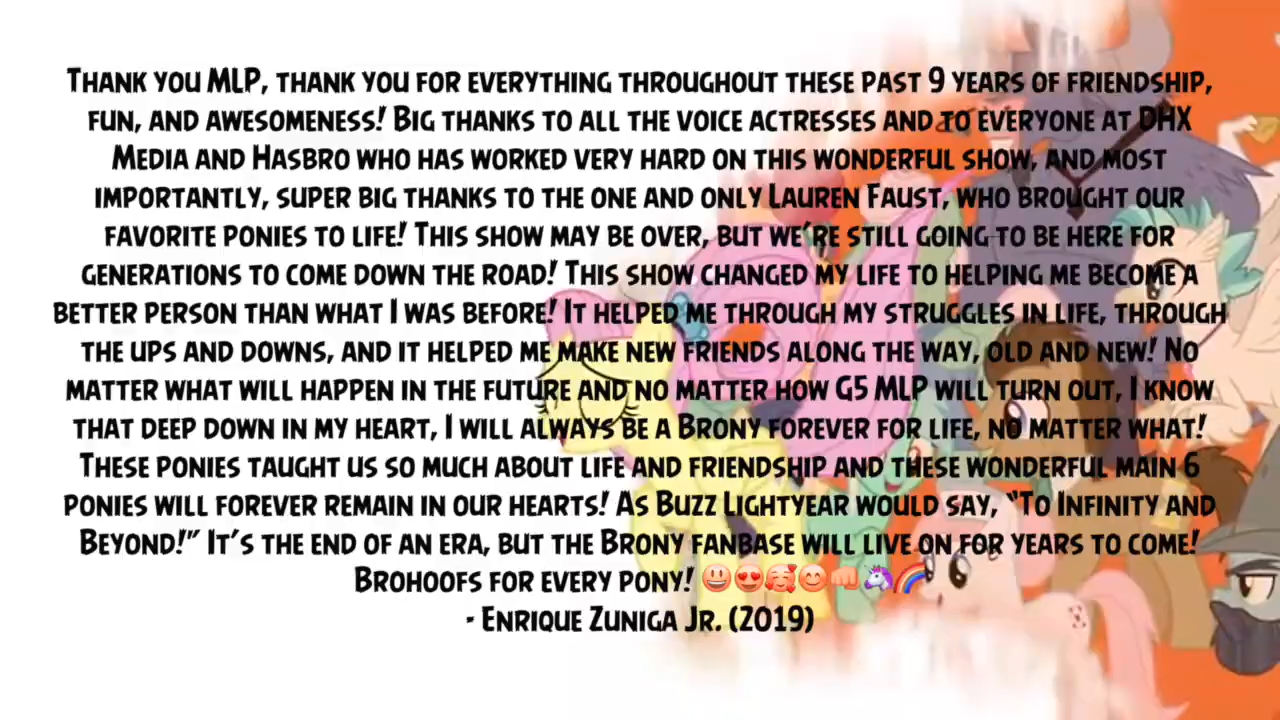 Thank you MLP, thank you for everything throughout these past 9 years of friendship,
fun, and awesomeness! Big thanks to all the voice actresses and to everyone at DHX
Media and Hasbro who has worked very hard on this wonderful show, and most
importantly, super big thanks to the one and only Lauren Faust, who brought our
favorite ponies to life! This show may be over, but we're still going to be here for
generations to come down the road! This show changed my life to helping me become a
better person than what I was before! It helped me through my struggles in life, through
the ups and downs, and it helped me make new friends along the way, old and new! No
matter what will happen in the future and no matter how G5 MLP will turn out, I know
that deep down in my heart, I will always be a Brony forever for life, no matter what!
These ponies taught us so much about life and friendship and these wonderful main 6
ponies will forever remain in our hearts! As Buzz Lightyear would say, "To Infinity and
Beyond!" It's the end of an era, but the Brony fanbase will live on for years to come!
Brohoofs for every pony! 😃😍🥰😊👊🦄🌈
- Enrique Zuniga Jr. (2019)